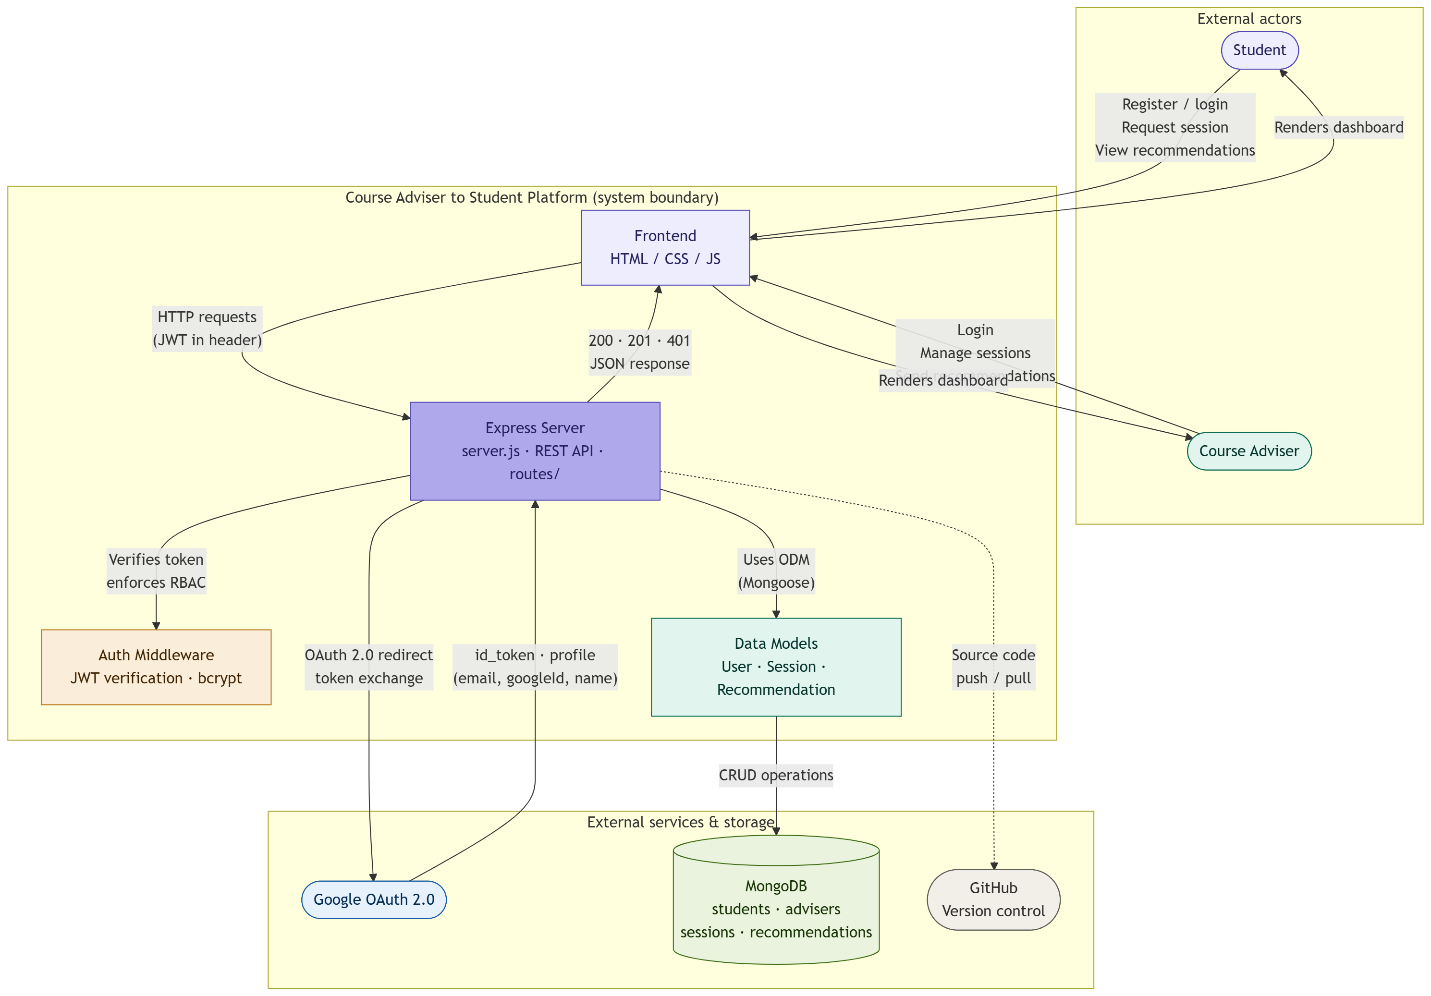 External actors
Student
Register / login
Request session
View recommendations
Renders dashboard
Course Adviser to Student Platform (system boundary)
Frontend
HTML / CSS / JS
HTTP requests
(JWT in header)
200 · 201 · 401
JSON response
Login
Manage sessions
Send recommendations
Renders dashboard
Express Server
server.js · REST API ·
routes/
Course Adviser
Verifies token
enforces RBAC
Uses ODM
(Mongoose)
Auth Middleware
JWT verification · bcrypt
OAuth 2.0 redirect
token exchange
id_token · profile
(email, googleId, name)
Data Models
User · Session ·
Recommendation
Source code
push / pull
CRUD operations
External services & storage
Google OAuth 2.0
MongoDB
students · advisers
sessions · recommendations
GitHub
Version control